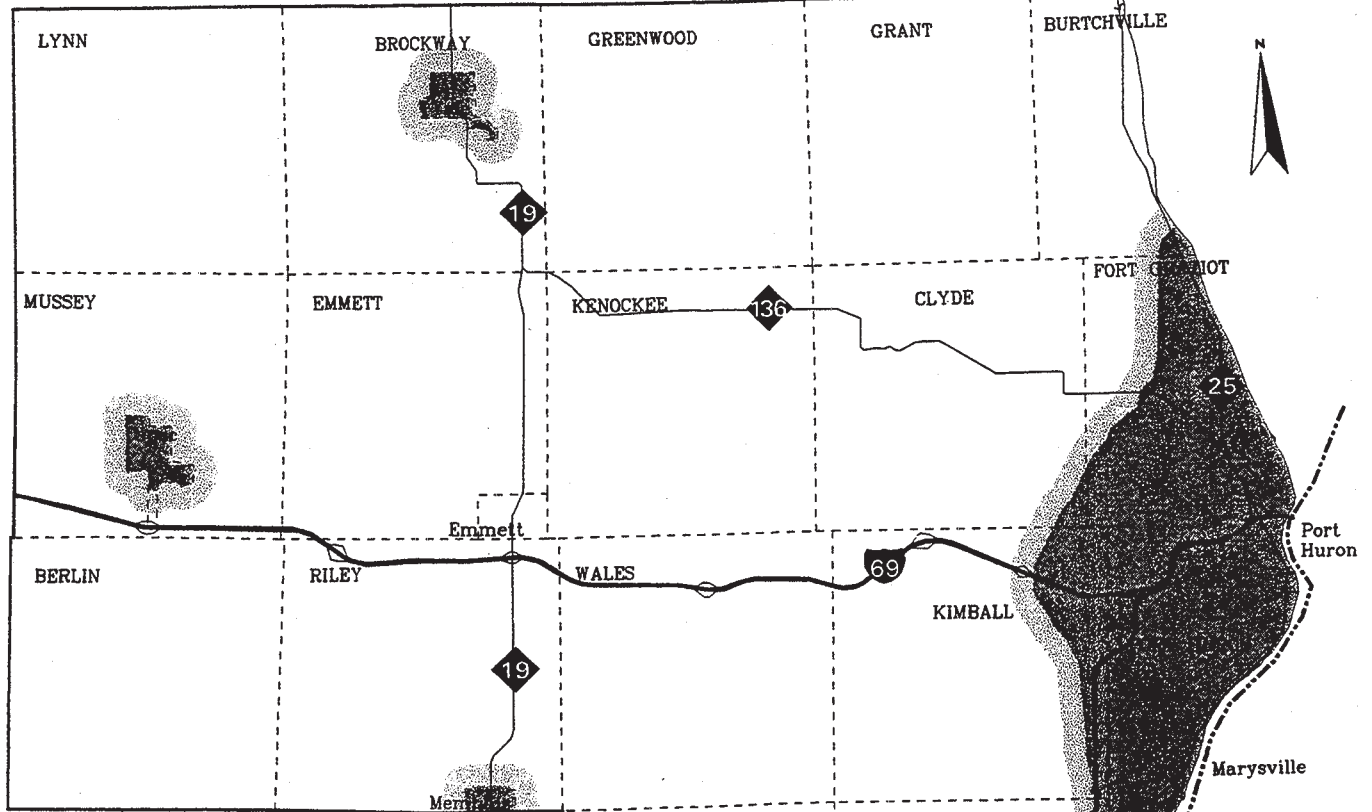 LYNN
BROCKWAY
GREENWOOD
GRANT
BURTCHVILLE
N
19
MUSSEY
EMMETT
KENOCKEE
136
CLYDE
FORT
25
Emmett
Port
Huron
BERLIN
RILEY
WALES
69
KIMBALL
19
Marysville